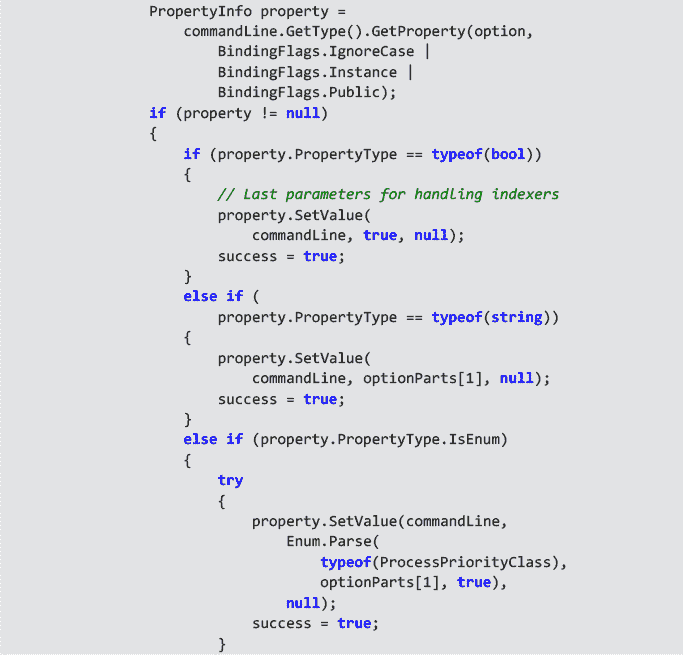 PropertyInfo property =
commandLine.GetType().GetProperty(option,
BindingFlags.IgnoreCase |
BindingFlags.Instance |
BindingFlags.Public);
if (property != null)
{
if (property.PropertyType == typeof(bool))
{
// Last parameters for handling indexers
property.SetValue(
commandLine, true, null);
success = true;
}
else if (
property.PropertyType == typeof(string))
{
property.SetValue(
commandLine, optionParts[1], null);
success = true;
}
else if (property.PropertyType.IsEnum)
{
try
{
property.SetValue(commandLine,
Enum.Parse(
typeof(ProcessPriorityClass),
optionParts[1], true),
null);
success = true;
}